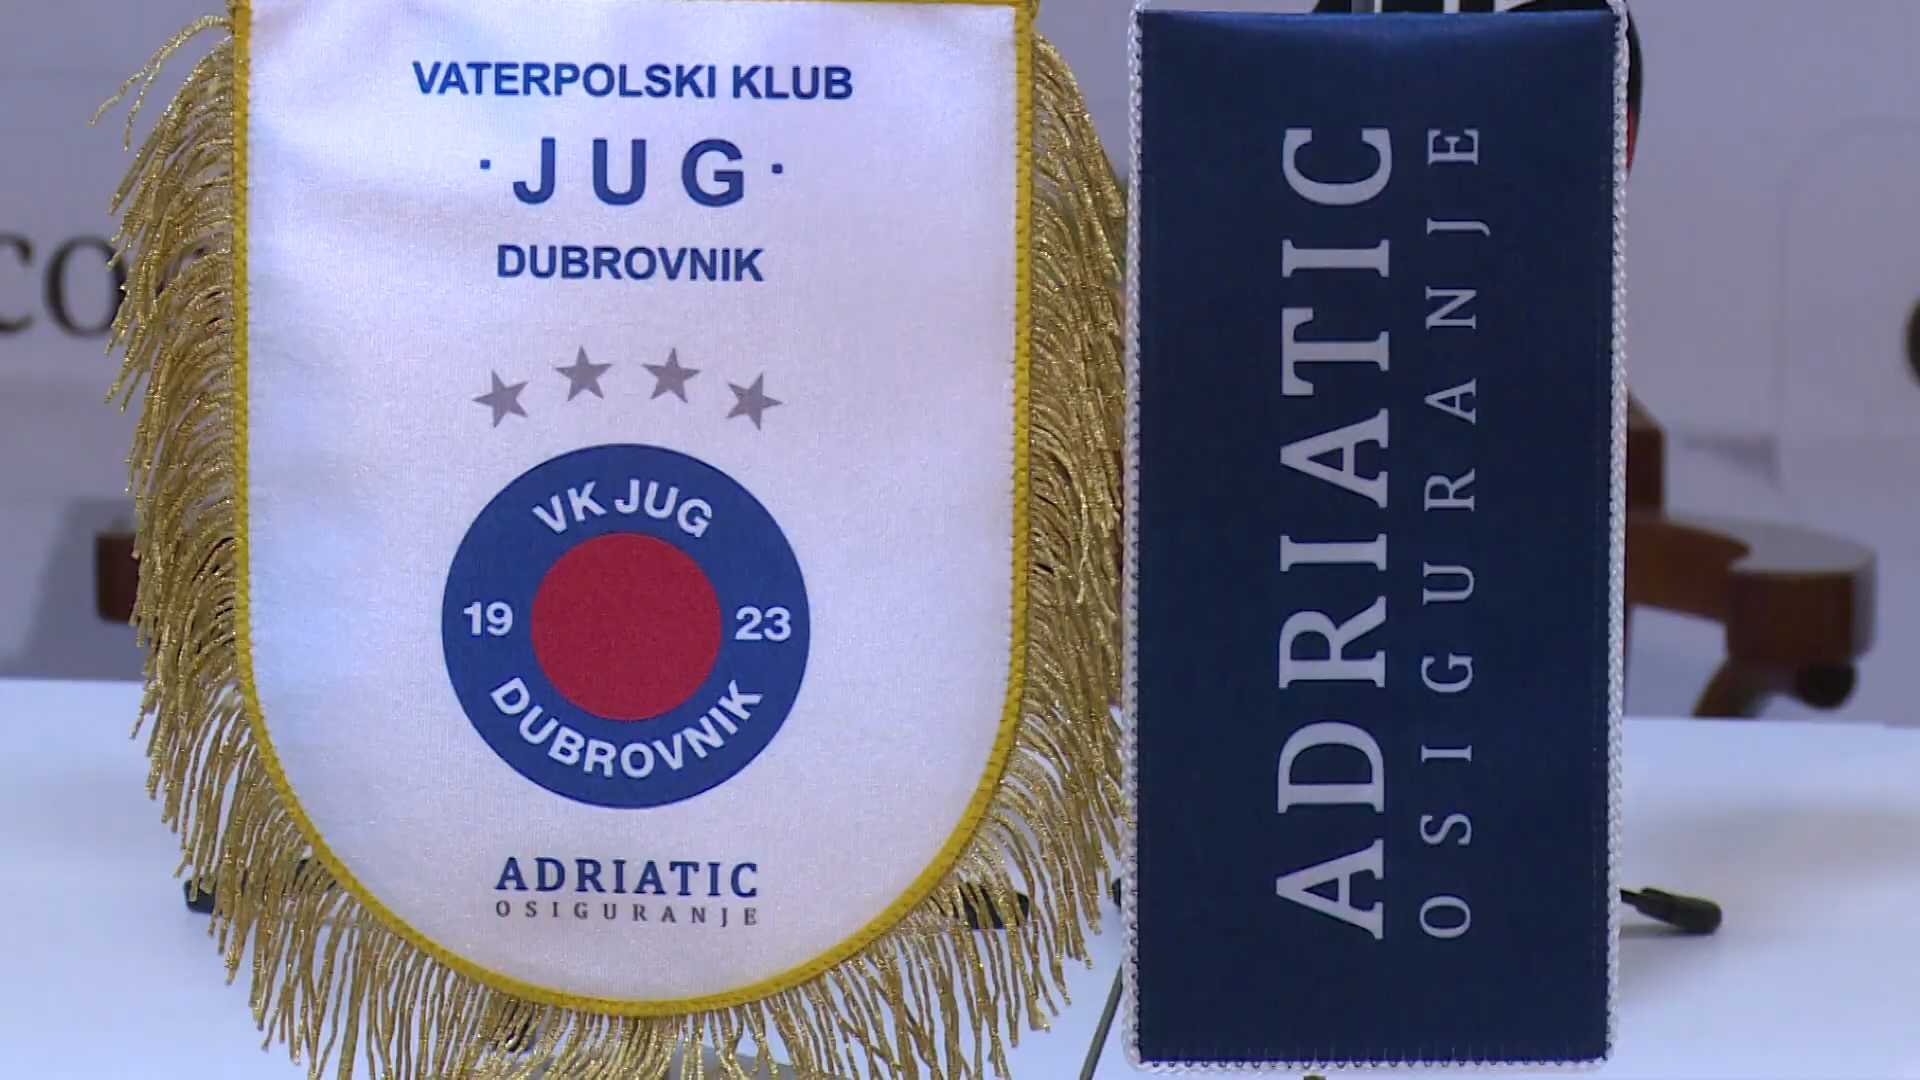 VATERPOLSKI KLUB
· JUG ·
DUBROVNIK
VK JUG
19 23
DUBROVNIK
ADRIATIC
OSIGURANJE
ADRIATIC
OSIGURANJE